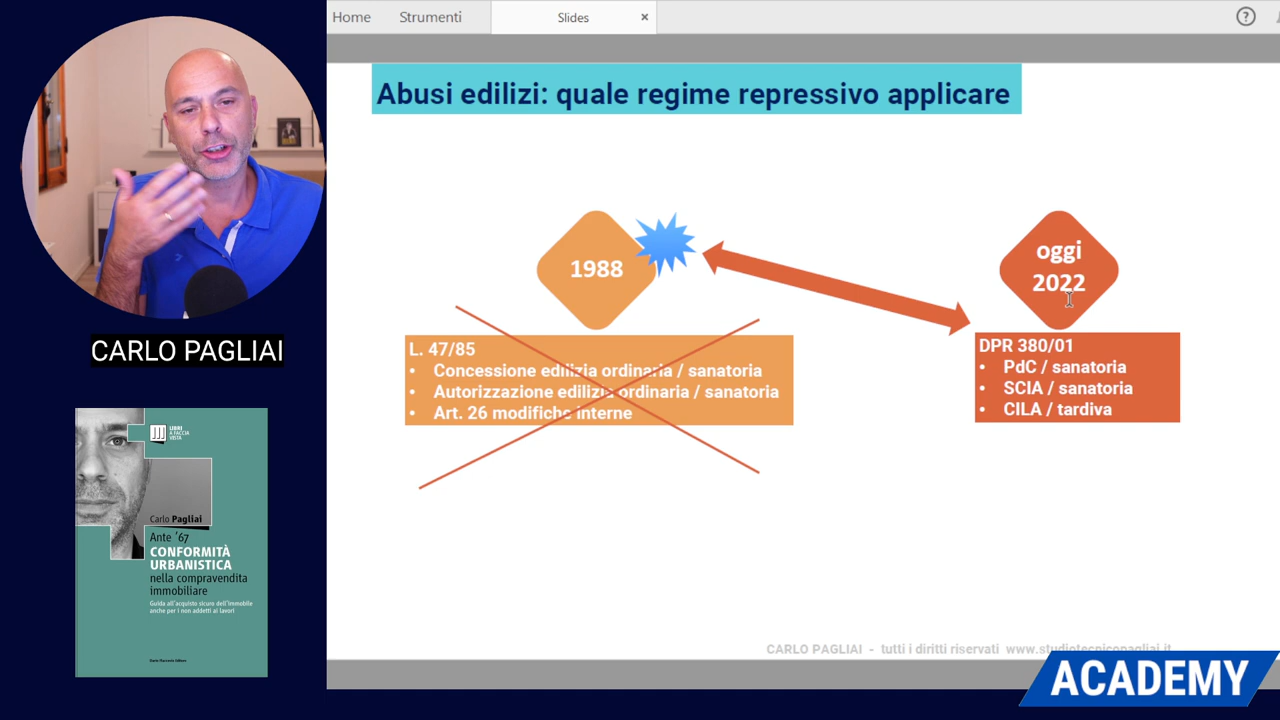 Home Strumenti Slides ×
?
Abusi edilizi: quale regime repressivo applicare
1988
oggi
2022
L. 47/85
• Concessione edilizia ordinaria / sanatoria
• Autorizzazione edilizia ordinaria / sanatoria
• Art. 26 modifiche interne
DPR 380/01
• PdC / sanatoria
• SCIA / sanatoria
• CILA / tardiva
CARLO PAGLIAI
LIBRI
A FACCIA
VISTA
Carlo Pagliai
Ante '67
CONFORMITÀ
URBANISTICA
nella compravendita
immobiliare
Guida all'acquisto sicuro dell'immobile
anche per i non addetti ai lavori
CARLO PAGLIAI - tutti i diritti riservati www.studiotecnicopagliai.it
ACADEMY